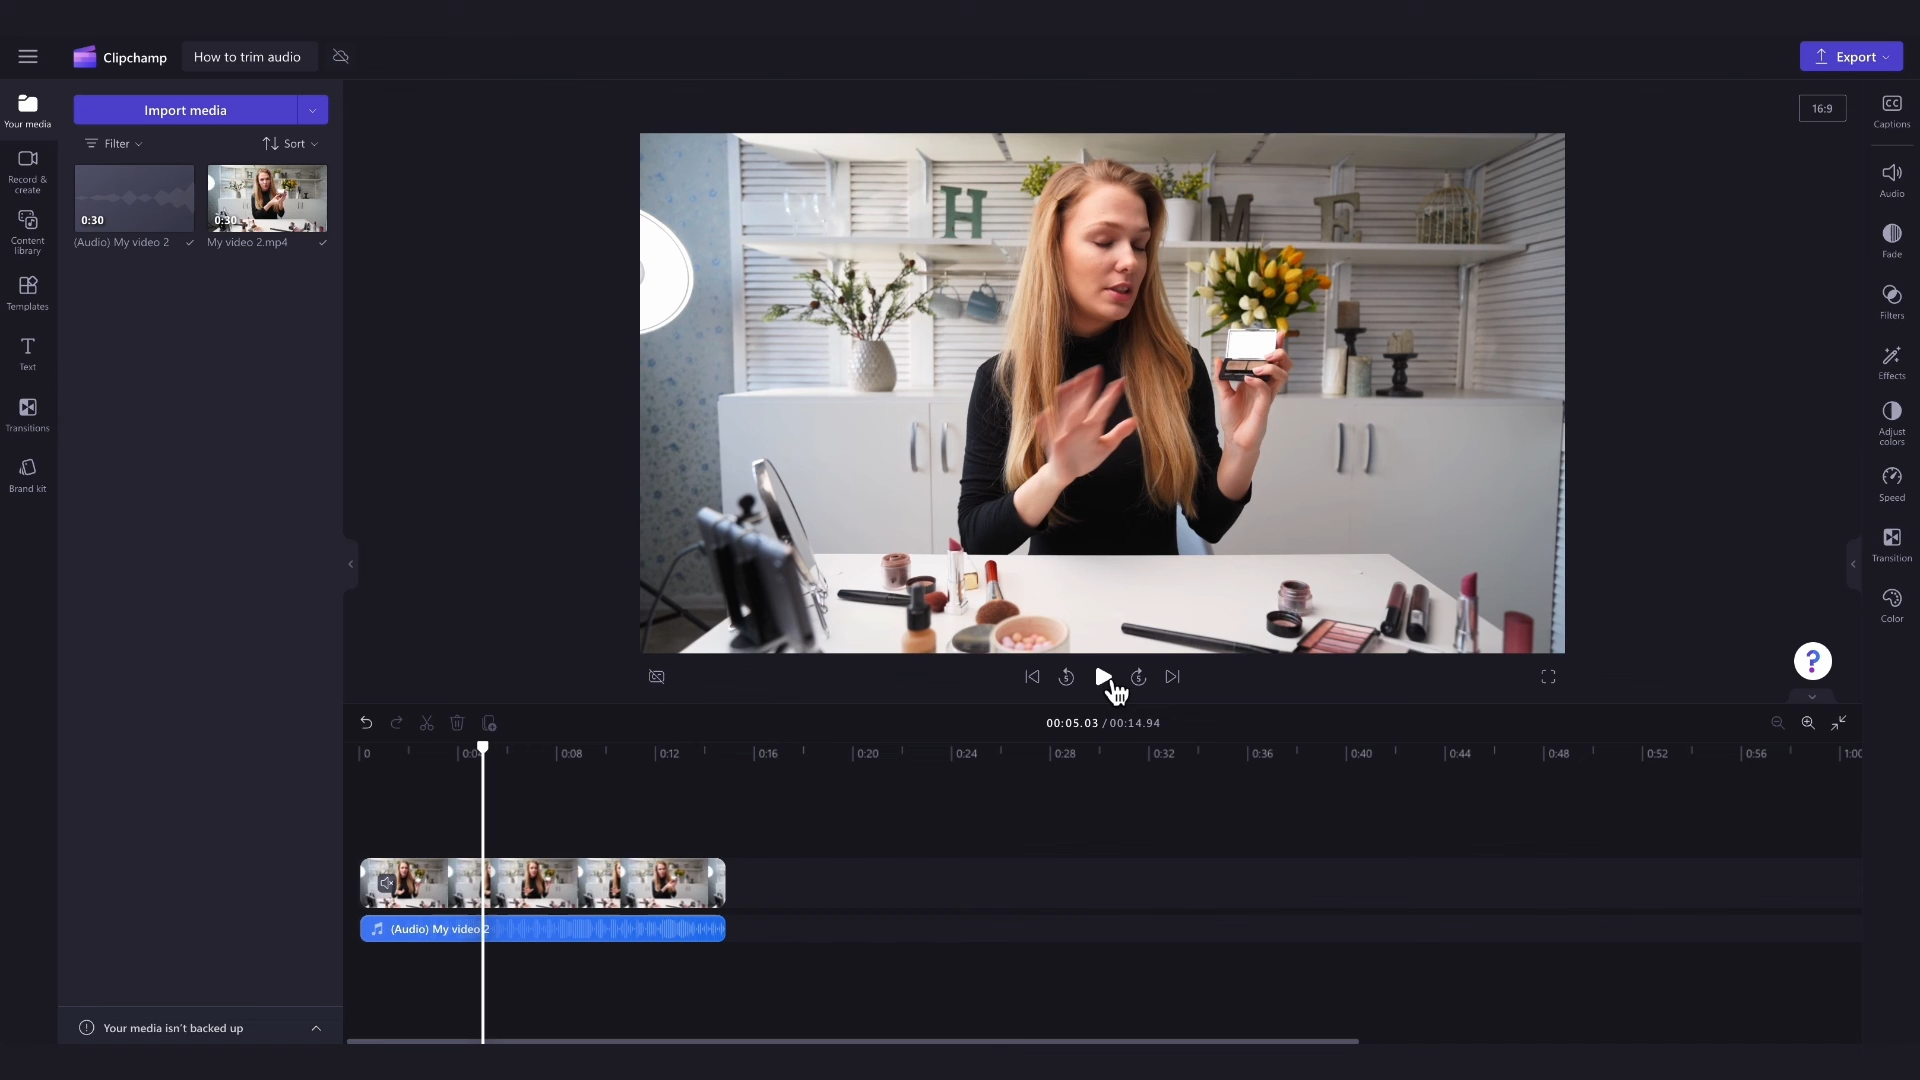 Clipchamp
How to trim audio
Export
Import media
Your media
Filter
Sort
0:30
0:30
(Audio) My video 2
My video 2.mp4
Record &
create
Content
library
Templates
Text
Transitions
Brand kit
16:9
H
M
E
CC
Captions
Audio
Fade
Filters
Effects
Adjust
colors
Speed
Transition
Color
?
5
5
00:05.03 / 00:14.94
0
0:08
0:12
0:16
0:20
0:24
0:28
0:32
0:36
0:40
0:44
0:48
0:52
0:56
1:00
(Audio) My video 2
Your media isn't backed up